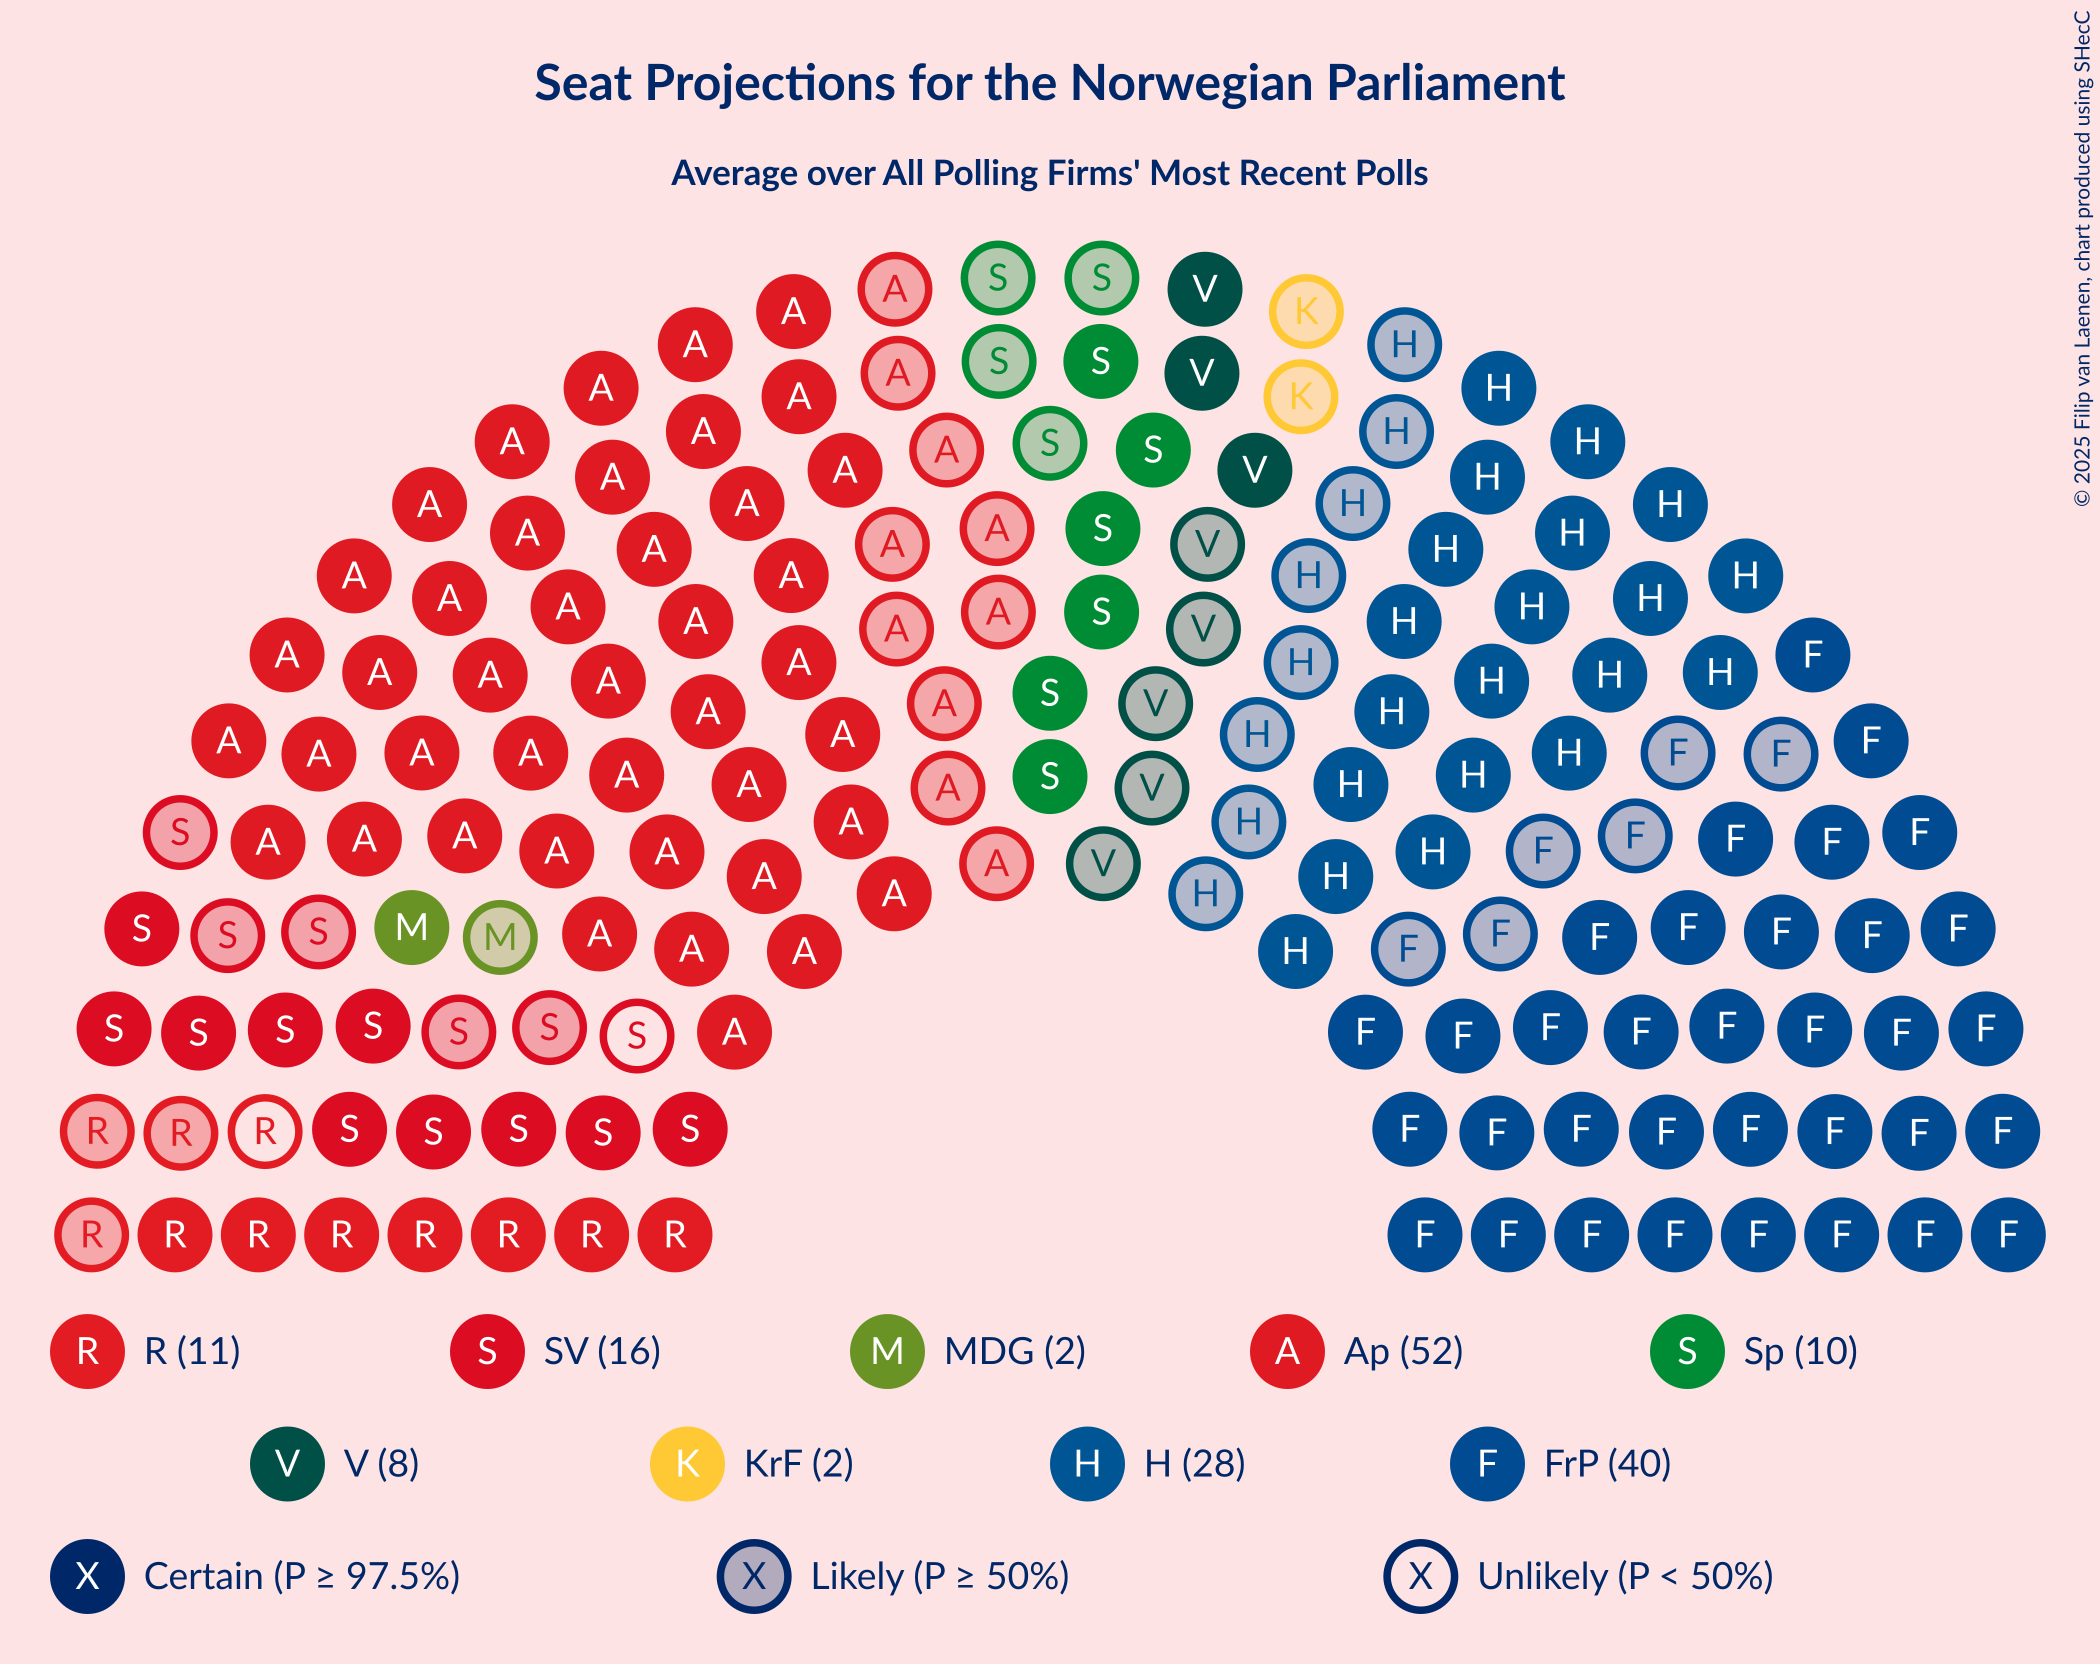 Seat Projections for the Norwegian Parliament
Average over All Polling Firms' Most Recent Polls
© 2025 Filip van Laenen, chart produced using SHecC
S S
A V
A K
A S S H
A A V H
A A K H
A A H H
A S S V H H
A A A H H
A A A A S V H H H H
A A A H H H
A A A A A S V H H H H
A A A A H H H F
A A A A A S V H H H H
A A A A A V H H H F F F
A A A A S V H H
S A A A A H F F
A A A A A V H H F F F F
S S S M M A A A H H F F F F F F F
A H
S S S S S S S A F F F F F F F F
R R R S S S S S F F F F F F F F
R R R R R R R R F F F F F F F F
R R (11) S SV (16) M MDG (2) A Ap (52) S Sp (10)
V V (8) K KrF (2) H H (28) F FrP (40)
X Certain (P ≥ 97.5%) X Likely (P ≥ 50%) X Unlikely (P < 50%)